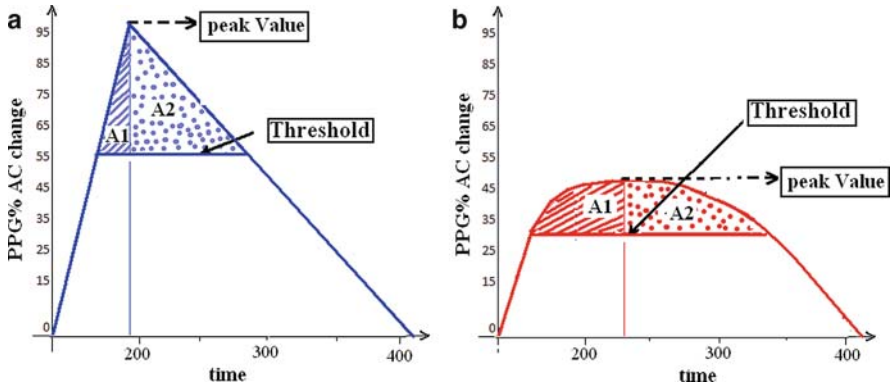 a
PPG% AC change
95
85
75
65
55
45
35
25
15
0
peak Value
A1
A2
Threshold
200
300
400
time
b
PPG% AC change
95
85
75
65
55
45
35
25
15
0
Threshold
peak Value
A1
A2
200
300
400
time